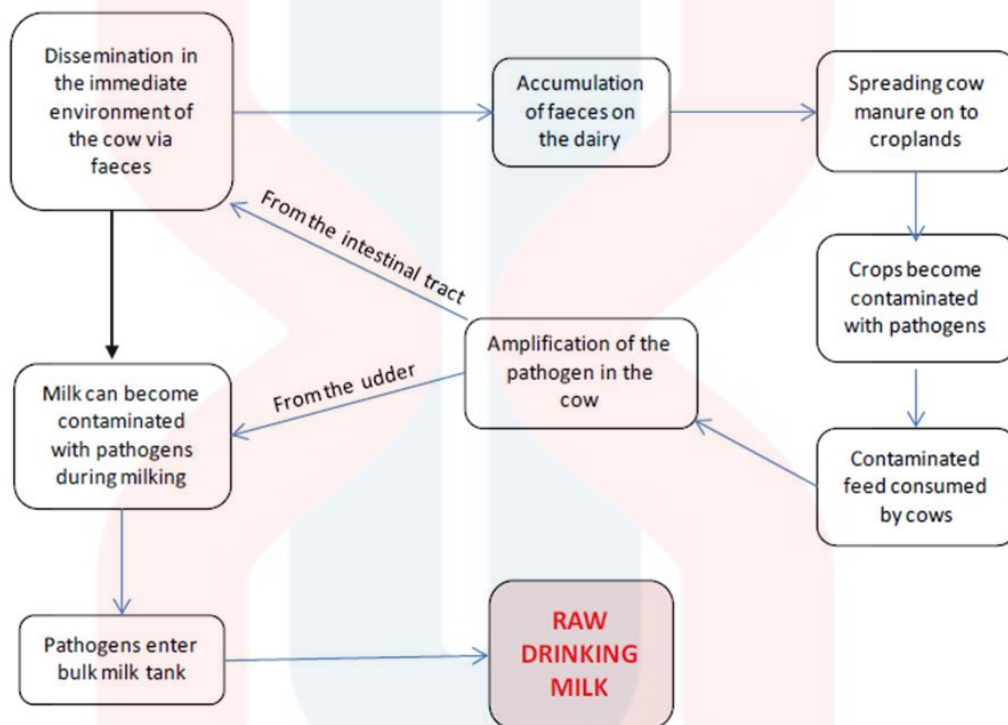 Dissemination in
the immediate
environment of
the cow via
faeces
Accumulation
of faeces on
the dairy
Spreading cow
manure on to
croplands
From the intestinal tract
Crops become
contaminated
with pathogens
Amplification of the
pathogen in the
cow
From the udder
Milk can become
contaminated
with pathogens
during milking
Contaminated
feed consumed
by cows
Pathogens enter
bulk milk tank
RAW
DRINKING
MILK